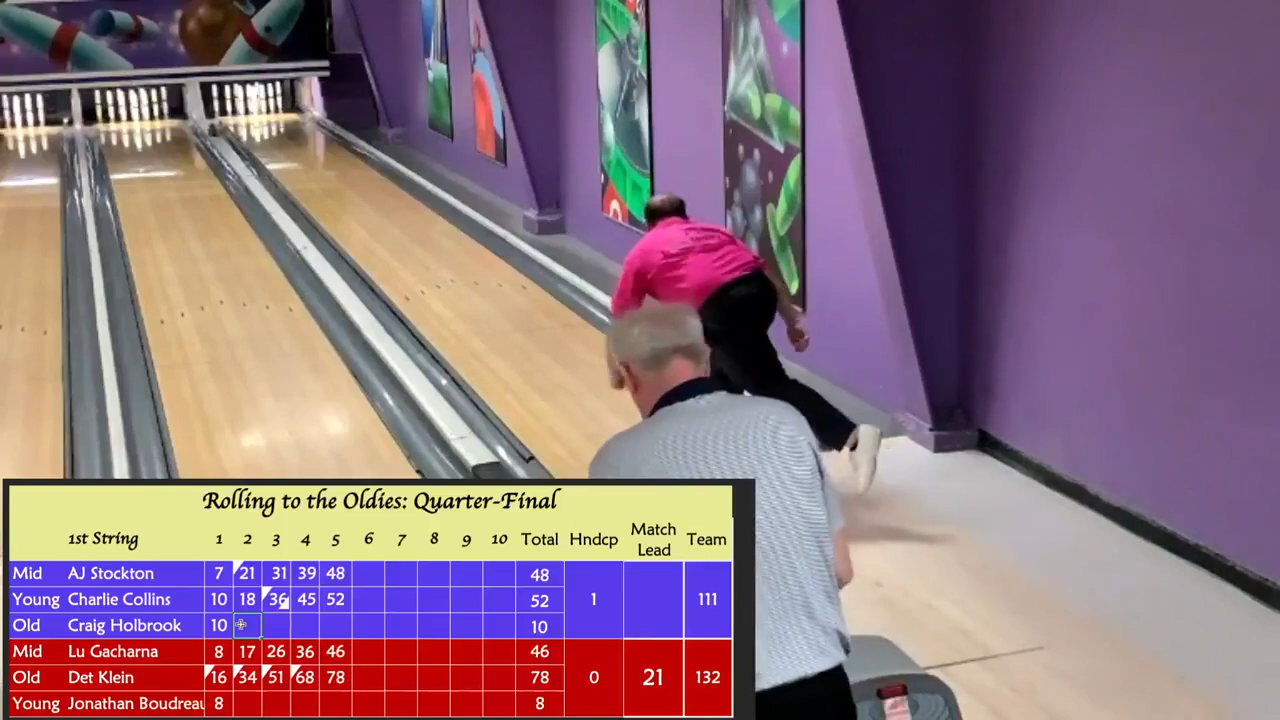 Rolling to the Oldies: Quarter-Final
1st String 1 2 3 4 5 6 7 8 9 10 Total Hndcp Match Lead Team
Mid AJ Stockton 7 21 31 39 48 48
Young Charlie Collins 10 18 36 45 52 52 1 111
Old Craig Holbrook 10 10
Mid Lu Gacharna 8 17 26 36 46 46
Old Det Klein 16 34 51 68 78 78 0 21 132
Young Jonathan Boudreau 8 8